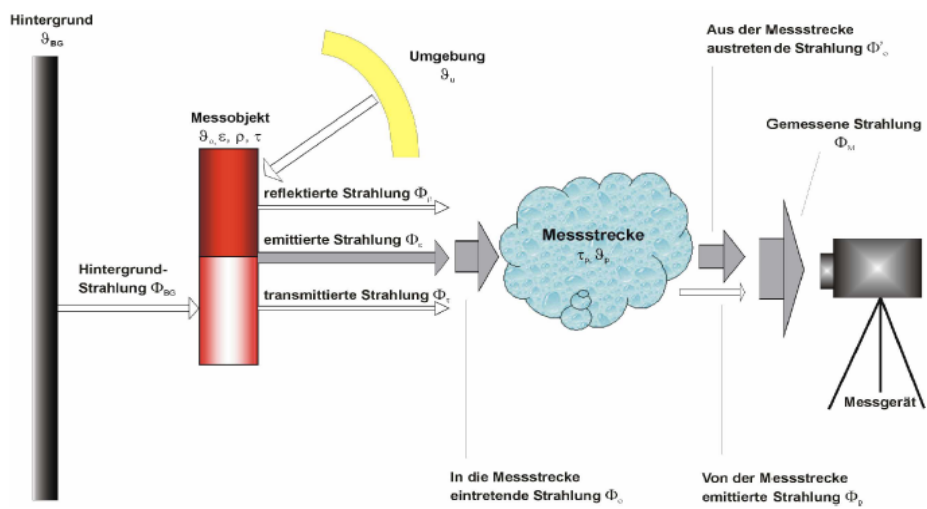 Hintergrund
ϑBG
Aus der Messstrecke
austretende Strahlung Φ'o
Umgebung
ϑu
Messobjekt
ϑo, ε, ρ, τ
Gemessene Strahlung
ΦM
reflektierte Strahlung Φρ
emittierte Strahlung Φε
Messstrecke
τp, ϑp
Hintergrund-
Strahlung ΦBG
transmittierte Strahlung Φτ
Messgerät
In die Messstrecke
eintretende Strahlung Φo
Von der Messstrecke
emittierte Strahlung Φp